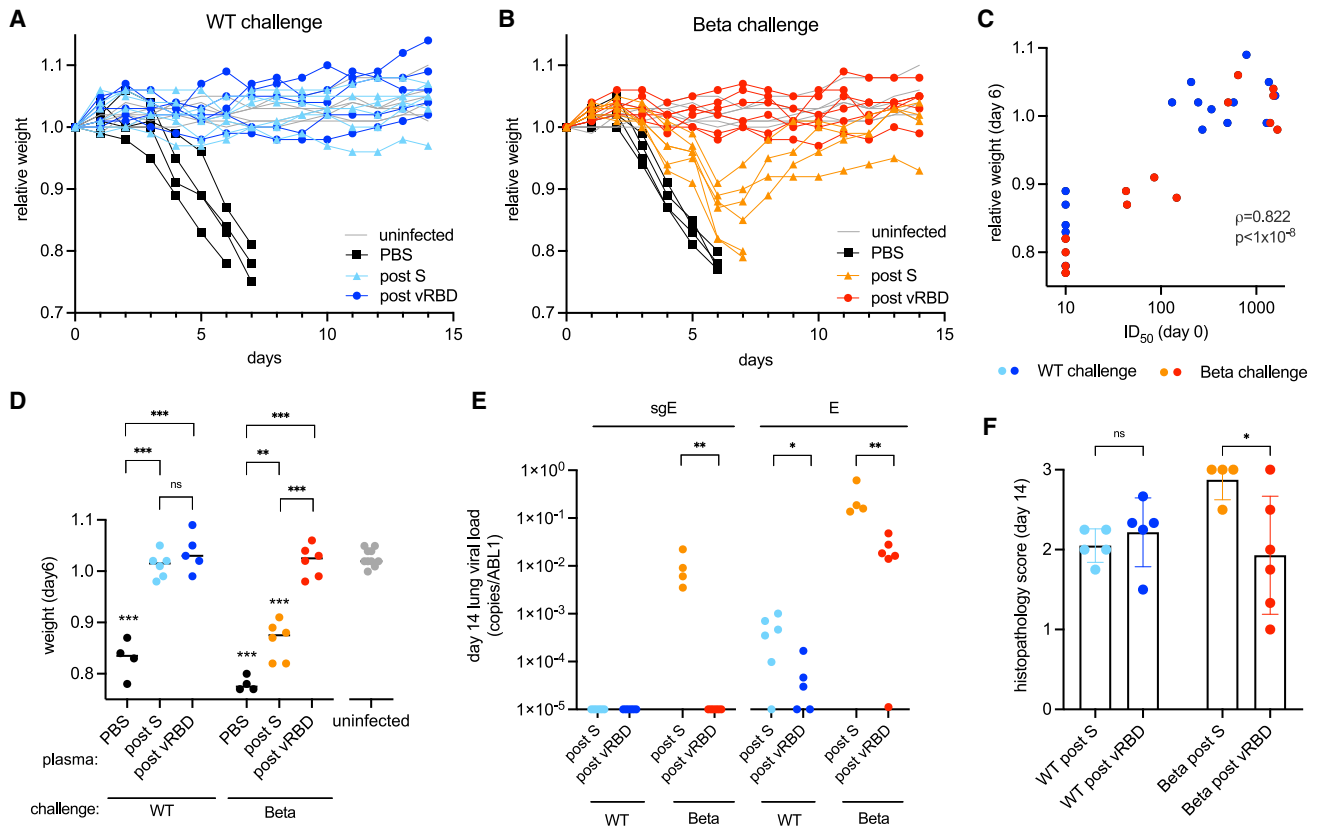 A
WT challenge
1.1
1.0
0.9
0.8
0.7
relative weight
0
5
10
15
days
uninfected
PBS
post S
post vRBD
B
Beta challenge
1.1
1.0
0.9
0.8
0.7
relative weight
0
5
10
15
days
uninfected
PBS
post S
post vRBD
C
1.1
1.0
0.9
0.8
relative weight (day 6)
ρ=0.822
p<1x10⁻⁸
10
100
1000
ID₅₀ (day 0)
WT challenge
Beta challenge
D
***
***
***
**
ns
***
1.1
1.0
0.9
0.8
weight (day6)
***
***
***
PBS
post S
post vRBD
PBS
post S
post vRBD
uninfected
plasma:
challenge:
WT
Beta
E
sgE
E
**
*
**
1×10⁰
1×10⁻¹
1×10⁻²
1×10⁻³
1×10⁻⁴
1×10⁻⁵
day 14 lung viral load
(copies/ABL1)
post S
post vRBD
post S
post vRBD
post S
post vRBD
post S
post vRBD
WT
Beta
WT
Beta
F
ns
*
3
2
1
0
histopathology score (day 14)
WT post S
WT post vRBD
Beta post S
Beta post vRBD